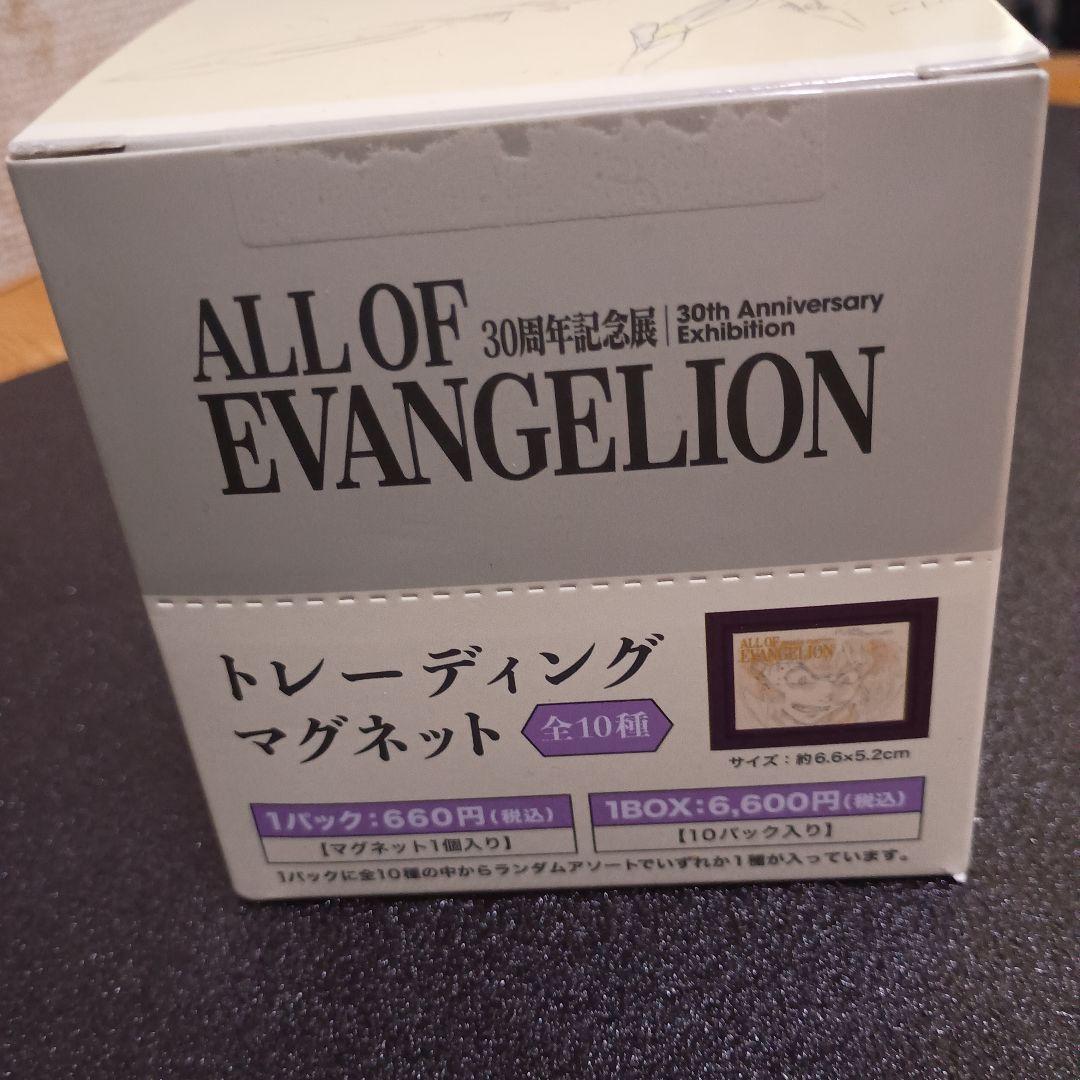 ALL OF
30周年記念展
30th Anniversary
Exhibition
EVANGELION
トレーディング
マグネット
全10種
ALL OF
EVANGELION
サイズ:約6.6×5.2cm
1パック:660円(税込)
【マグネット1個入り】
1BOX:6,600円(税込)
【10パック入り】
1パックに全10種の中からランダムアソートでいずれか1種が入っています。